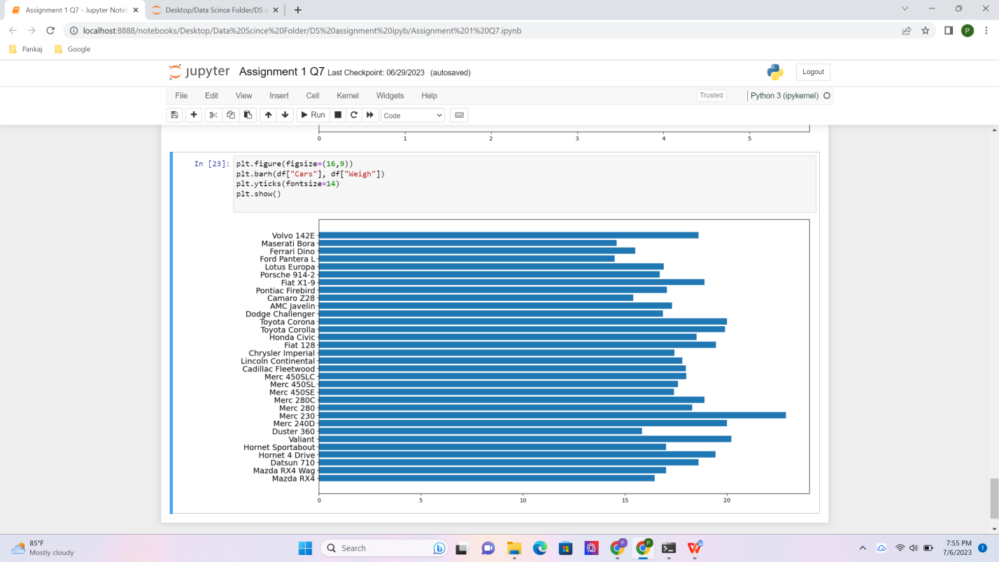 Assignment 1 Q7 - Jupyter Notel
Desktop/Data Scince Folder/DS a
localhost:8888/notebooks/Desktop/Data%20Scince%20Folder/DS%20assignment%20ipyb/Assignment%201%20Q7.ipynb
P
Pankaj
Google
jupyter Assignment 1 Q7 Last Checkpoint: 06/29/2023 (autosaved)
Logout
File Edit View Insert Cell Kernel Widgets Help
Trusted
Python 3 (ipykernel)
Run
Code
0 1 2 3 4 5
In [23]:
plt.figure(figsize=(16,9))
plt.barh(df["Cars"], df["Weigh"])
plt.yticks(fontsize=14)
plt.show()
Volvo 142E
Maserati Bora
Ferrari Dino
Ford Pantera L
Lotus Europa
Porsche 914-2
Fiat X1-9
Pontiac Firebird
Camaro Z28
AMC Javelin
Dodge Challenger
Toyota Corona
Toyota Corolla
Honda Civic
Fiat 128
Chrysler Imperial
Lincoln Continental
Cadillac Fleetwood
Merc 450SLC
Merc 450SL
Merc 450SE
Merc 280C
Merc 280
Merc 230
Merc 240D
Duster 360
Valiant
Hornet Sportabout
Hornet 4 Drive
Datsun 710
Mazda RX4 Wag
Mazda RX4
0 5 10 15 20
85°F
Mostly cloudy
Search
P
P
7:55 PM
7/6/2023
1